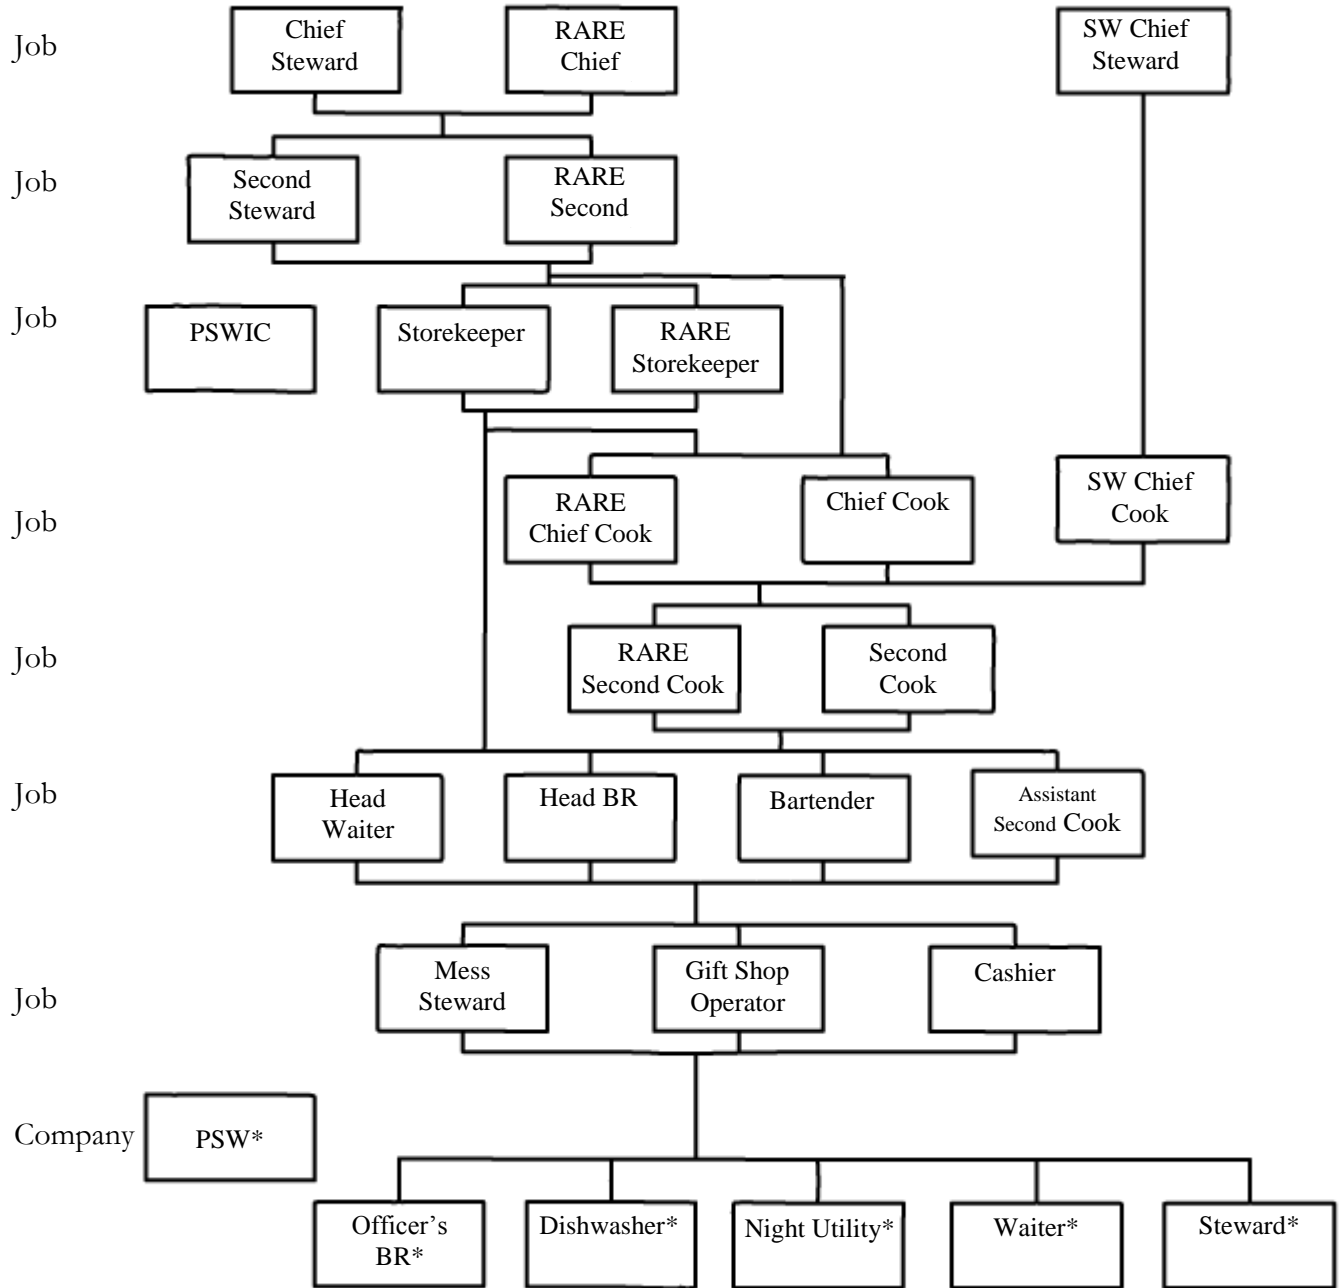 Job
Chief
Steward
RARE
Chief
SW Chief
Steward
Job
Second
Steward
RARE
Second
Job
PSWIC
Storekeeper
RARE
Storekeeper
Job
RARE
Chief Cook
Chief Cook
SW Chief
Cook
Job
RARE
Second Cook
Second
Cook
Job
Head
Waiter
Head BR
Bartender
Assistant
Second Cook
Job
Mess
Steward
Gift Shop
Operator
Cashier
Company
PSW*
Officer’s
BR*
Dishwasher*
Night Utility*
Waiter*
Steward*